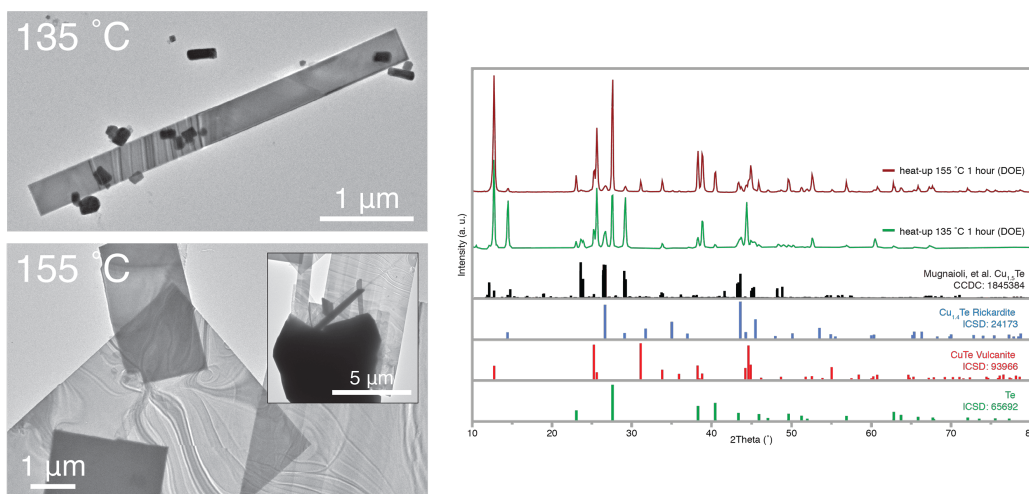 135 ˚C
1 µm
155 ˚C
5 µm
1 µm
Intensity (a. u.)
heat-up 155 ˚C 1 hour (DOE)
heat-up 135 ˚C 1 hour (DOE)
Mugnaioli, et al. Cu1.5Te
CCDC: 1845384
Cu1.4Te Rickardite
ICSD: 24173
CuTe Vulcanite
ICSD: 93966
Te
ICSD: 65692
10 20 30 40 50 60 70 80
2Theta (˚)